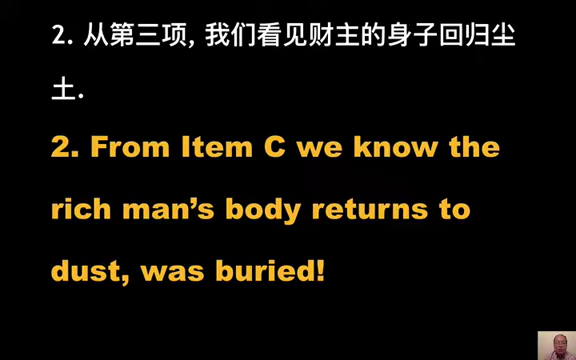 2. 从第三项, 我们看见财主的身子回归尘
土.
2. From Item C we know the
rich man’s body returns to
dust, was buried!